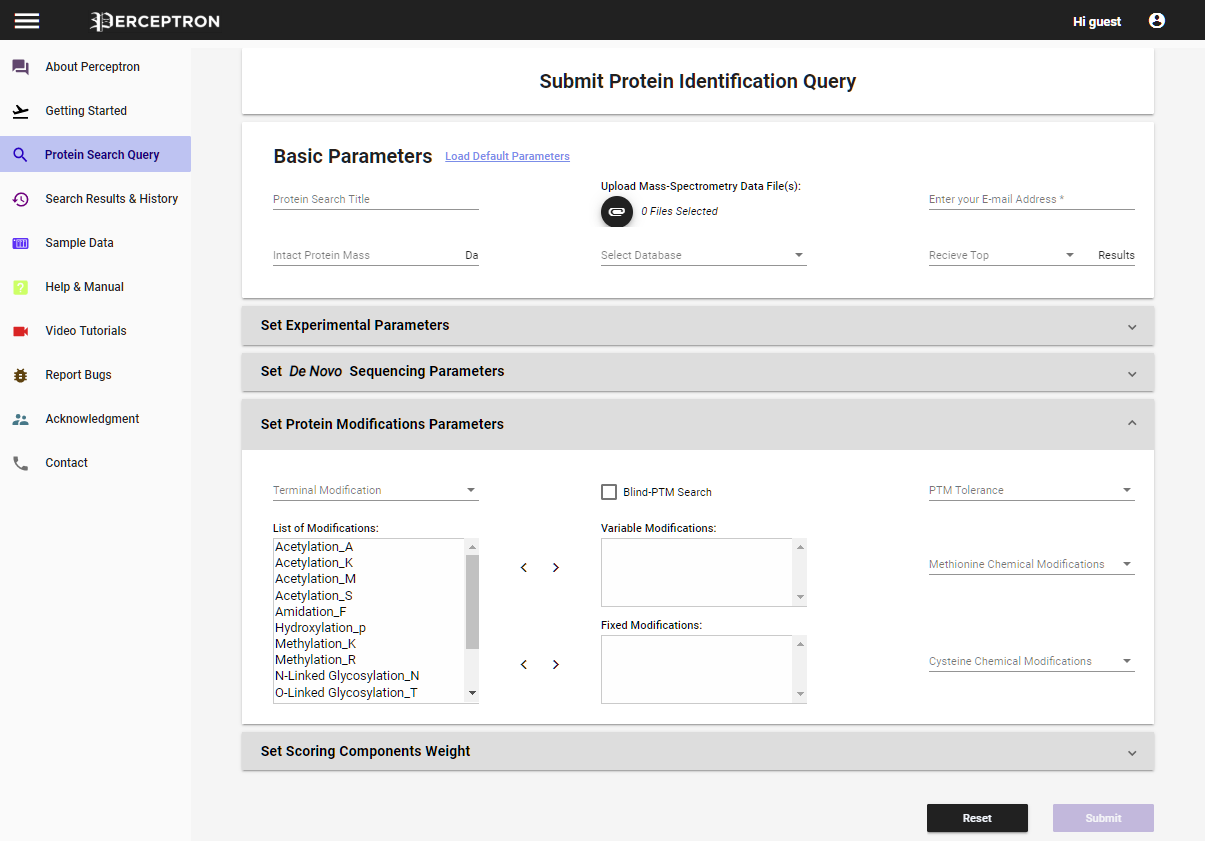 PERCEPTRON
Hi guest
About Perceptron
Getting Started
Protein Search Query
Search Results & History
Sample Data
Help & Manual
Video Tutorials
Report Bugs
Acknowledgment
Contact
Submit Protein Identification Query
Basic Parameters Load Default Parameters
Protein Search Title
Upload Mass-Spectrometry Data File(s):
0 Files Selected
Enter your E-mail Address *
Intact Protein Mass Da
Select Database
Recieve Top Results
Set Experimental Parameters
Set De Novo Sequencing Parameters
Set Protein Modifications Parameters
Terminal Modification
Blind-PTM Search
PTM Tolerance
List of Modifications:
Acetylation_A
Acetylation_K
Acetylation_M
Acetylation_S
Amidation_F
Hydroxylation_p
Methylation_K
Methylation_R
N-Linked Glycosylation_N
O-Linked Glycosylation_T
Variable Modifications:
Fixed Modifications:
Methionine Chemical Modifications
Cysteine Chemical Modifications
Set Scoring Components Weight
Reset
Submit